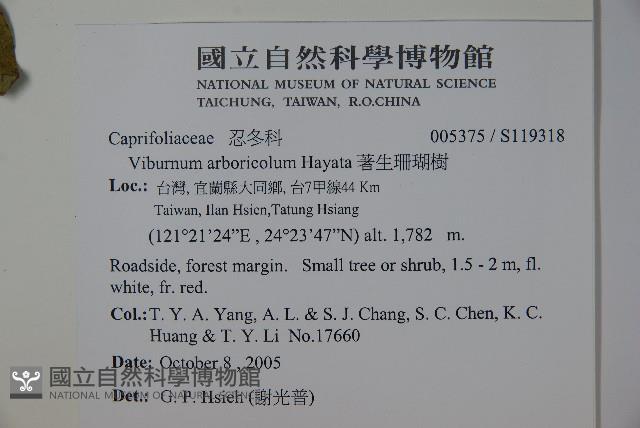 國立自然科學博物館
NATIONAL MUSEUM OF NATURAL SCIENCE
TAICHUNG, TAIWAN, R.O.CHINA
Caprifoliaceae 忍冬科 005375 / S119318
Viburnum arboricolum Hayata 著生珊瑚樹
Loc.: 台灣, 宜蘭縣大同鄉, 台7甲線44 Km
Taiwan, Ilan Hsien,Tatung Hsiang
(121°21'24"E , 24°23'47"N) alt. 1,782 m.
Roadside, forest margin. Small tree or shrub, 1.5 - 2 m, fl.
white, fr. red.
Col.:T. Y. A. Yang, A. L. & S. J. Chang, S. C. Chen, K. C.
Huang & T. Y. Li No.17660
Date: October 8 , 2005
國立自然科學博物館
NATIONAL MUSEUM OF NATURAL SCIENCE
Det.: G. F. Hsieh (謝光普)